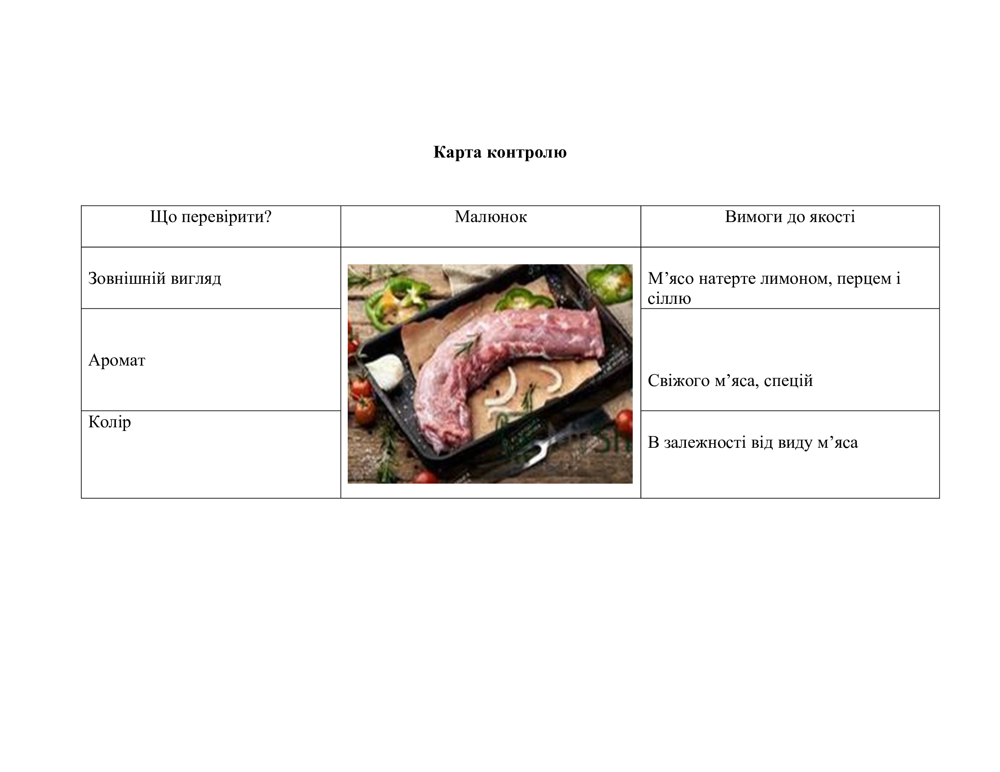 Карта контролю
Що перевірити?
Малюнок
Вимоги до якості
Зовнішній вигляд
М’ясо натерте лимоном, перцем і
сіллю
Аромат
Свіжого м’яса, спецій
Колір
В залежності від виду м’яса